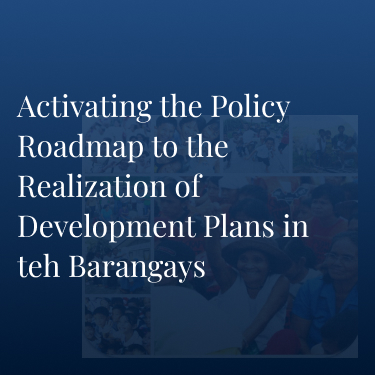 Activating the Policy
Roadmap to the
Realization of
Development Plans in
teh Barangays